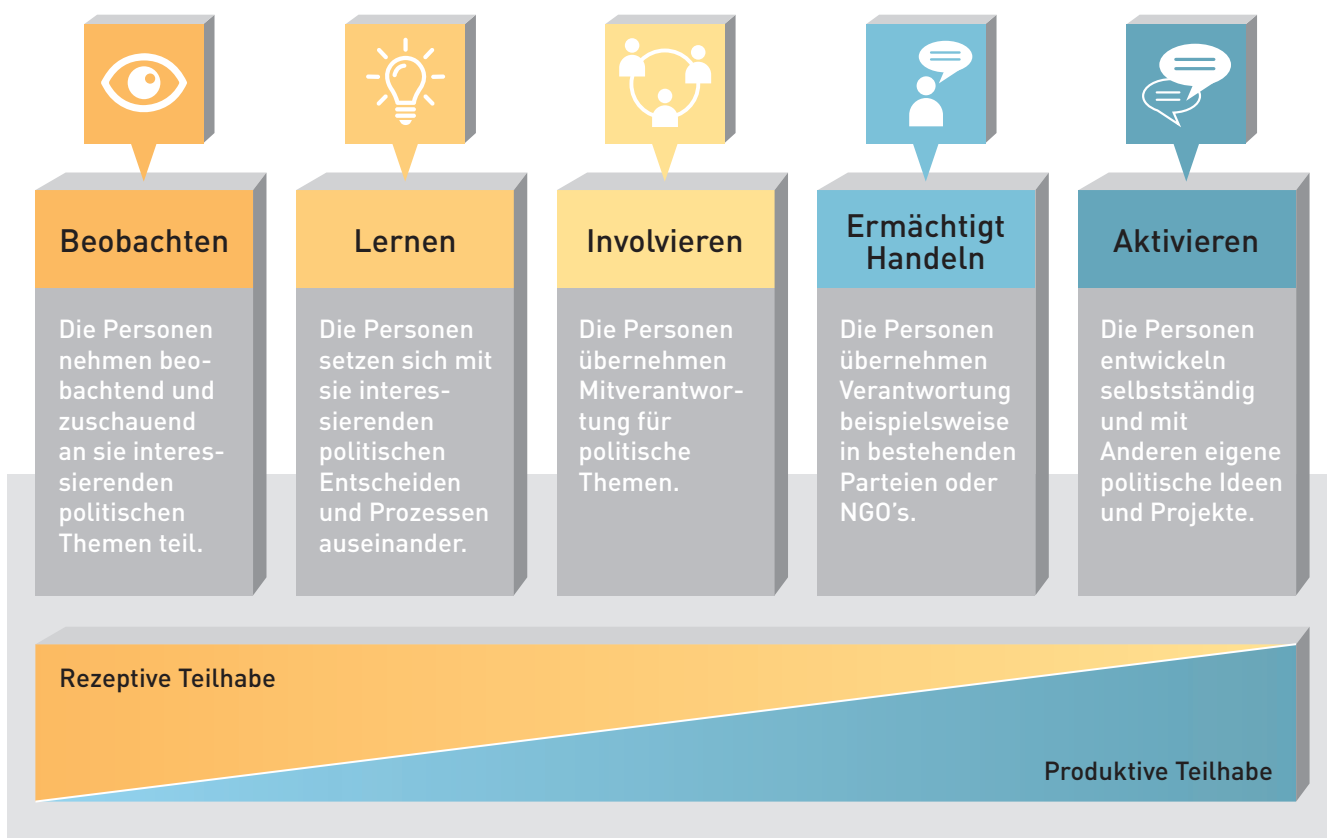 Beobachten
Die Personen
nehmen beo-
bachtend und
zuschauend
an sie interes-
sierenden
politischen
Themen teil.
Lernen
Die Personen
setzen sich mit
sie interes-
sierenden
politischen
Entscheiden
und Prozessen
auseinander.
Involvieren
Die Personen
übernehmen
Mitverantwor-
tung für
politische
Themen.
Ermächtigt
Handeln
Die Personen
übernehmen
Verantwortung
beispielsweise
in bestehenden
Parteien oder
NGO's.
Aktivieren
Die Personen
entwickeln
selbstständig
und mit
Anderen eigene
politische Ideen
und Projekte.
Rezeptive Teilhabe
Produktive Teilhabe